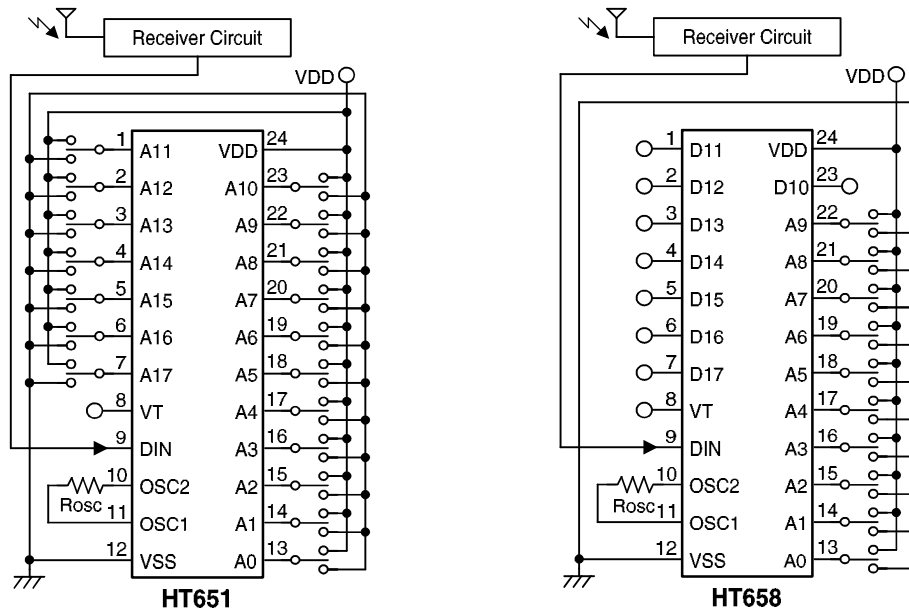 Receiver Circuit
VDD
1 A11 VDD 24
2 A12 A10 23
3 A13 A9 22
4 A14 A8 21
5 A15 A7 20
6 A16 A6 19
7 A17 A5 18
8 VT A4 17
9 DIN A3 16
10 OSC2 A2 15
Rosc
11 OSC1 A1 14
12 VSS A0 13
HT651
Receiver Circuit
VDD
1 D11 VDD 24
2 D12 D10 23
3 D13 A9 22
4 D14 A8 21
5 D15 A7 20
6 D16 A6 19
7 D17 A5 18
8 VT A4 17
9 DIN A3 16
10 OSC2 A2 15
Rosc
11 OSC1 A1 14
12 VSS A0 13
HT658